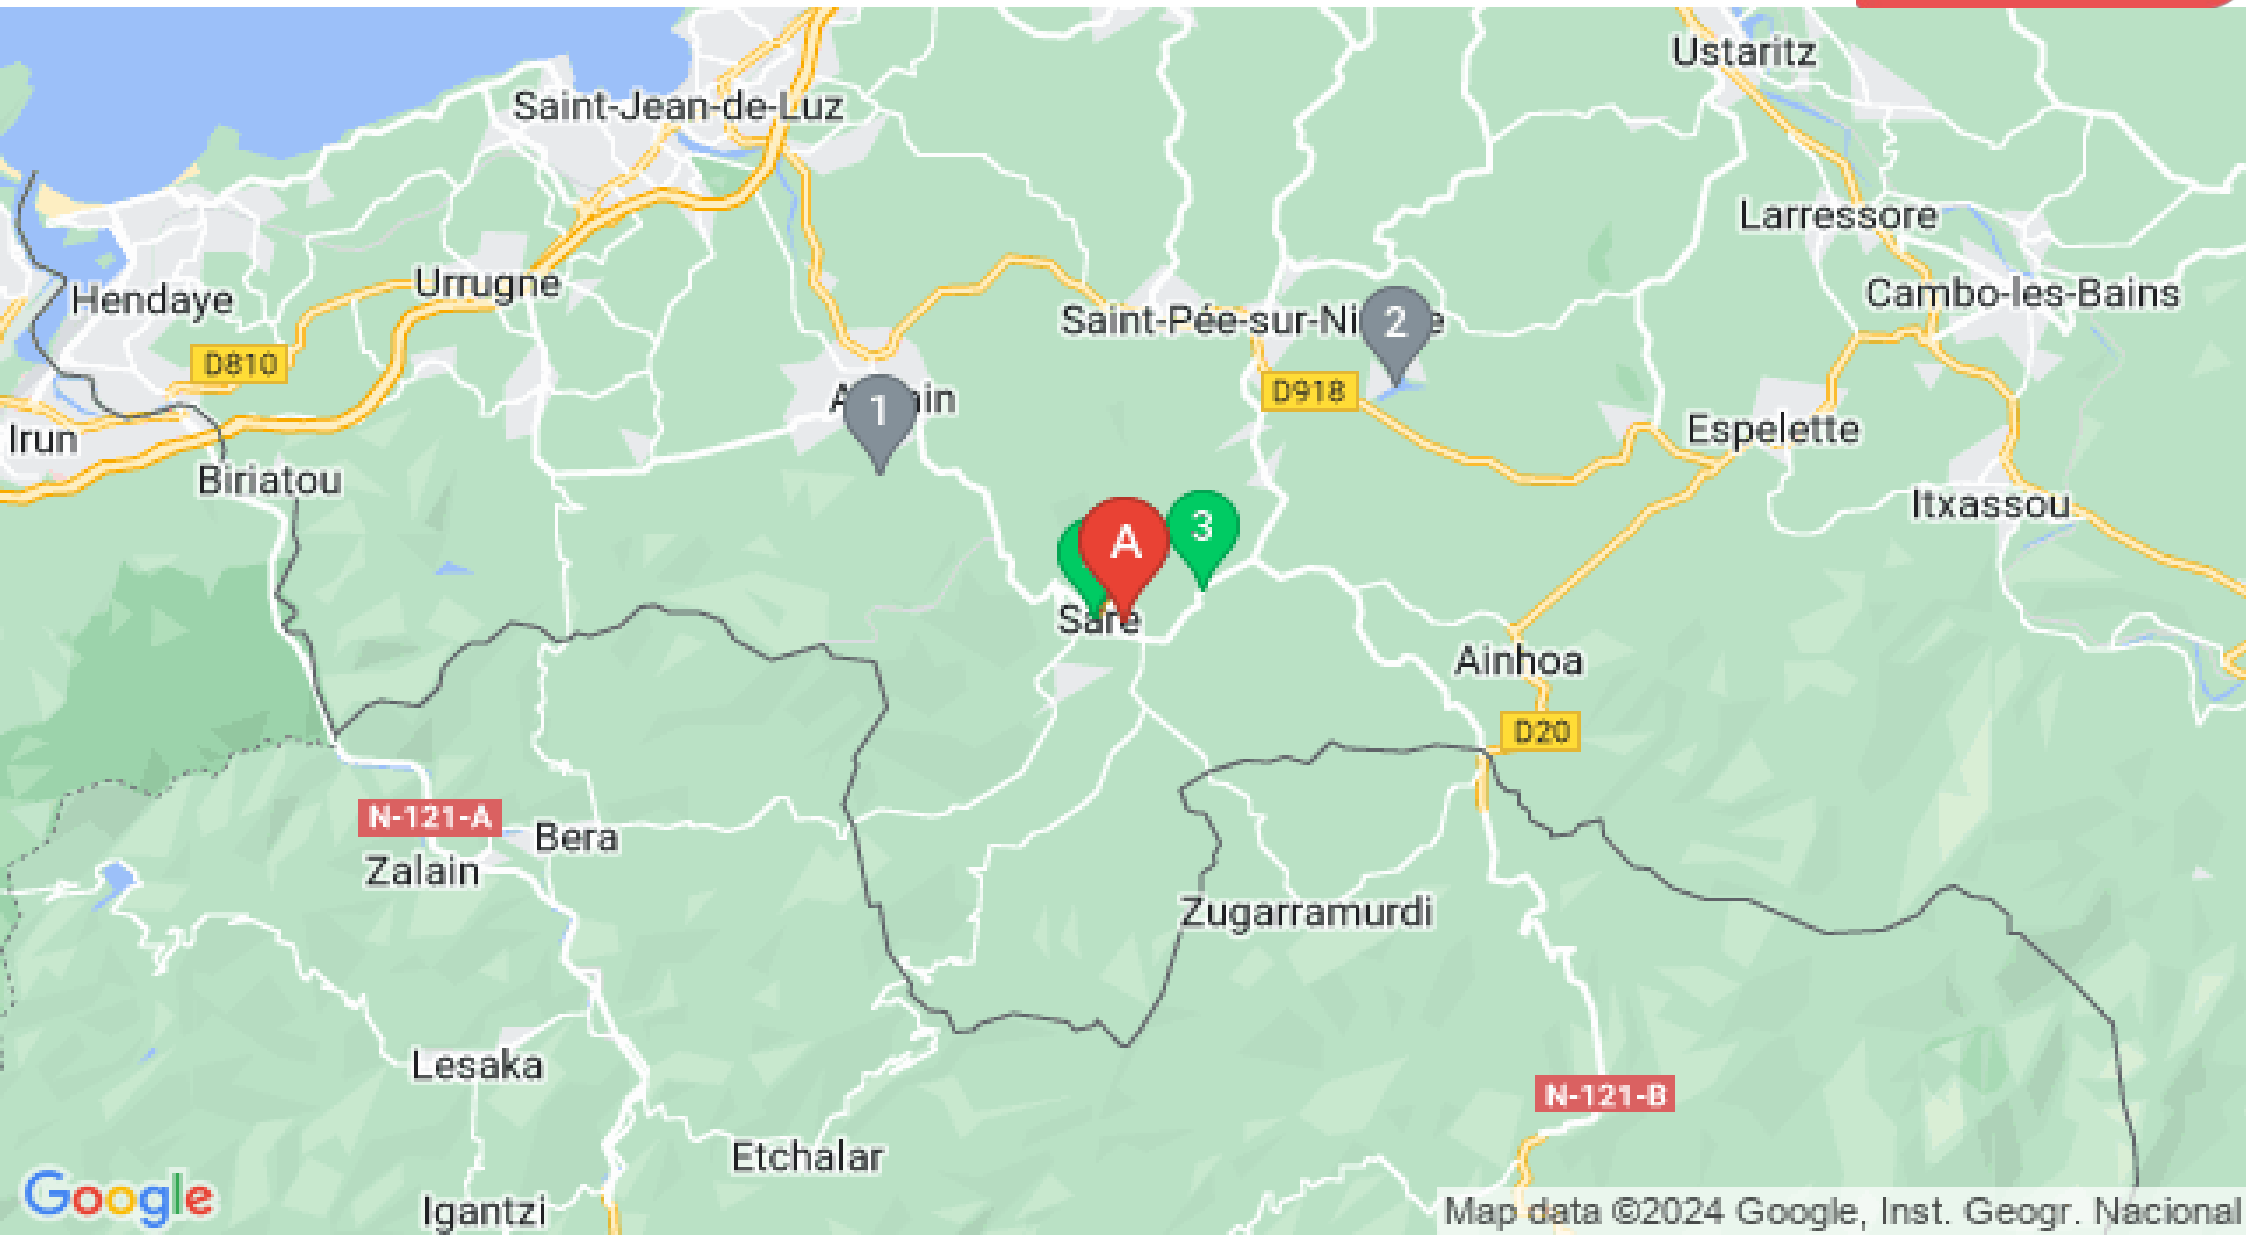 Ustaritz
Saint-Jean-de-Luz
Larressore
Urrugne
Hendaye
Cambo-les-Bains
2
D810
D918
1
Irun
Espelette
Biriatou
Itxassou
3
A
Sare
Ainhoa
D20
N-121-A
Bera
Zalain
Zugarramurdi
Lesaka
N-121-B
Etchalar
Google
Igantzi
Map data ©2024 Google, Inst. Geogr. Nacional